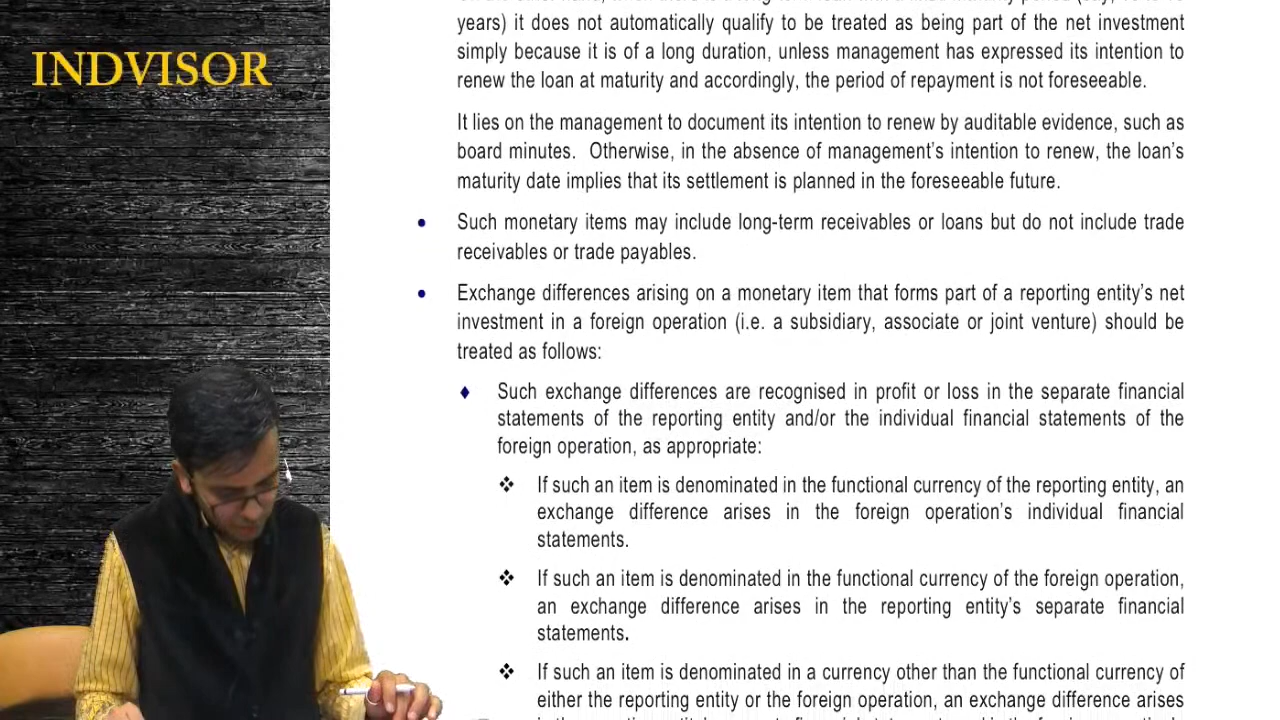 INDVISOR
years) it does not automatically qualify to be treated as being part of the net investment
simply because it is of a long duration, unless management has expressed its intention to
renew the loan at maturity and accordingly, the period of repayment is not foreseeable.
It lies on the management to document its intention to renew by auditable evidence, such as
board minutes. Otherwise, in the absence of management's intention to renew, the loan's
maturity date implies that its settlement is planned in the foreseeable future.
• Such monetary items may include long-term receivables or loans but do not include trade
receivables or trade payables.
• Exchange differences arising on a monetary item that forms part of a reporting entity's net
investment in a foreign operation (i.e. a subsidiary, associate or joint venture) should be
treated as follows:
♦ Such exchange differences are recognised in profit or loss in the separate financial
statements of the reporting entity and/or the individual financial statements of the
foreign operation, as appropriate:
❖ If such an item is denominated in the functional currency of the reporting entity, an
exchange difference arises in the foreign operation's individual financial
statements.
❖ If such an item is denominated in the functional currency of the foreign operation,
an exchange difference arises in the reporting entity's separate financial
statements.
❖ If such an item is denominated in a currency other than the functional currency of
either the reporting entity or the foreign operation, an exchange difference arises